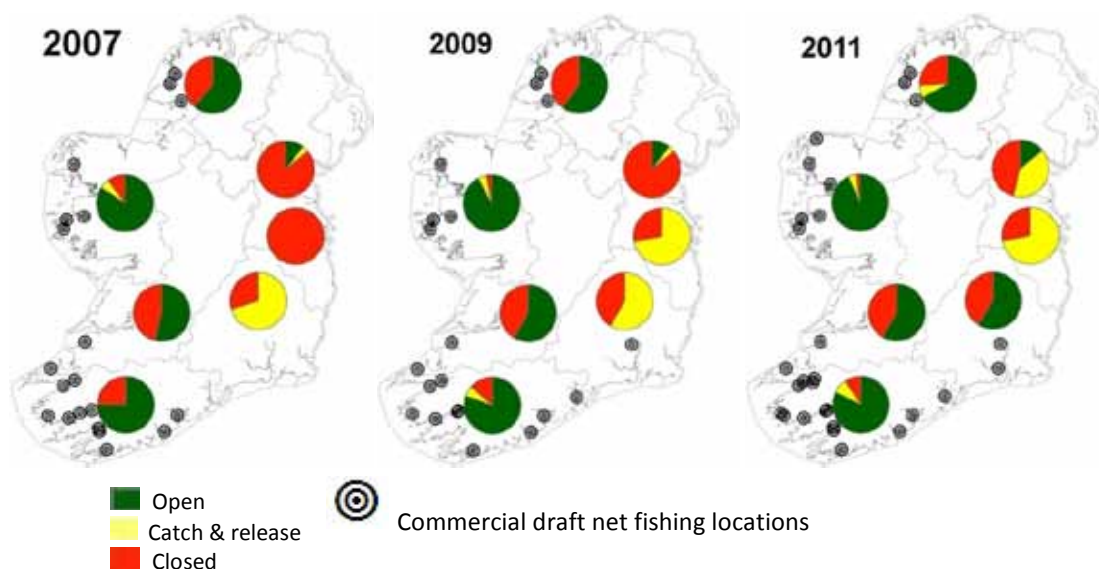 2007
2009
2011
Open
Catch & release
Closed
Commercial draft net fishing locations